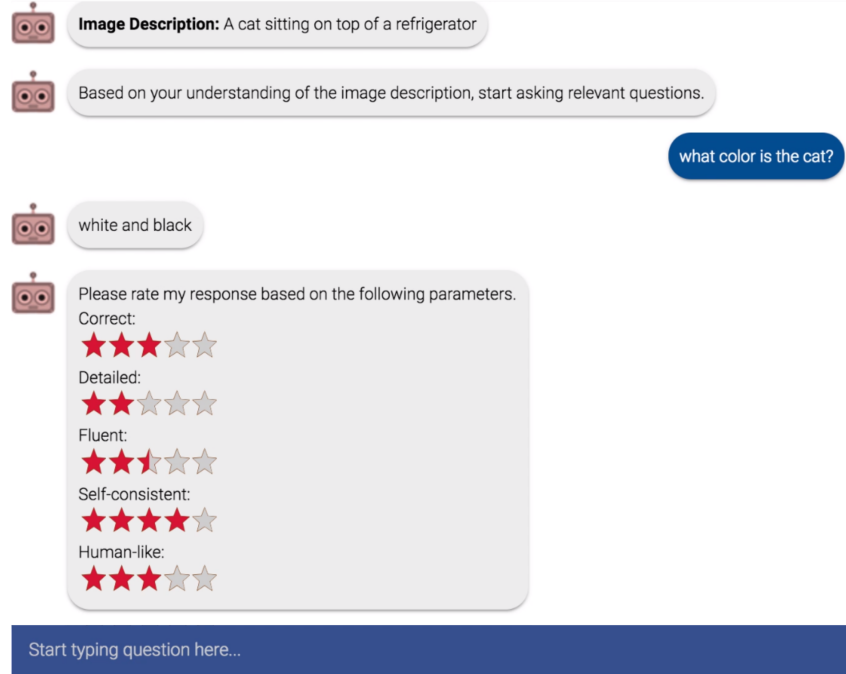 Image Description: A cat sitting on top of a refrigerator
Based on your understanding of the image description, start asking relevant questions.
what color is the cat?
white and black
Please rate my response based on the following parameters.
Correct:
Detailed:
Fluent:
Self-consistent:
Human-like:
Start typing question here...